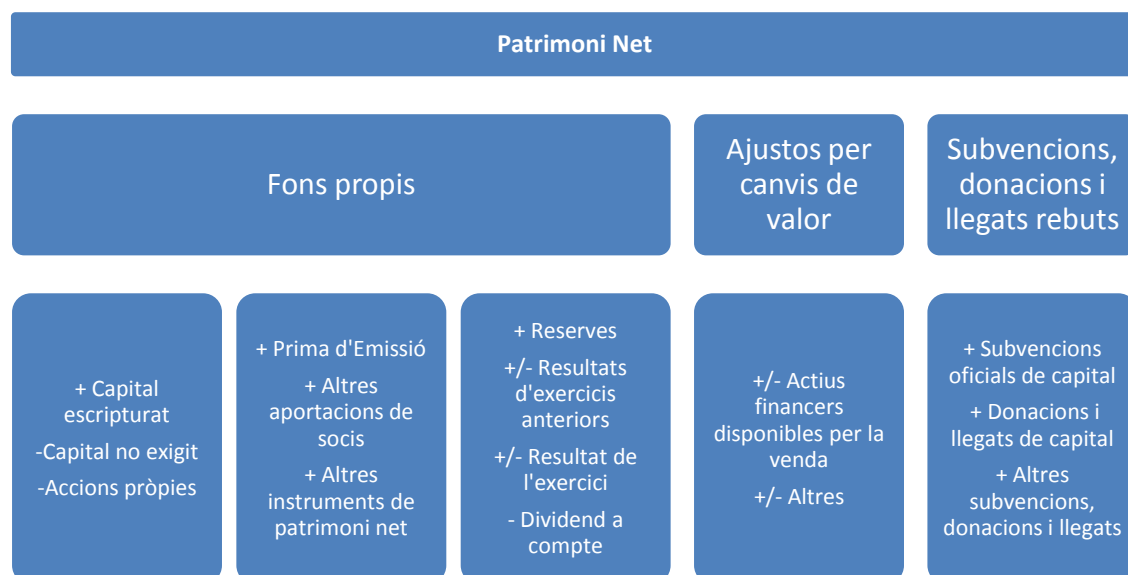 Patrimoni Net
Fons propis
Ajustos per
canvis de
valor
Subvencions,
donacions i
llegats rebuts
+ Capital
escripturat
-Capital no exigit
-Accions pròpies
+ Prima d'Emissió
+ Altres
aportacions de
socis
+ Altres
instruments de
patrimoni net
+ Reserves
+/- Resultats
d'exercicis
anteriors
+/- Resultat de
l'exercici
- Dividend a
compte
+/- Actius
financers
disponibles per la
venda
+/- Altres
+ Subvencions
oficials de capital
+ Donacions i
llegats de capital
+ Altres
subvencions,
donacions i llegats